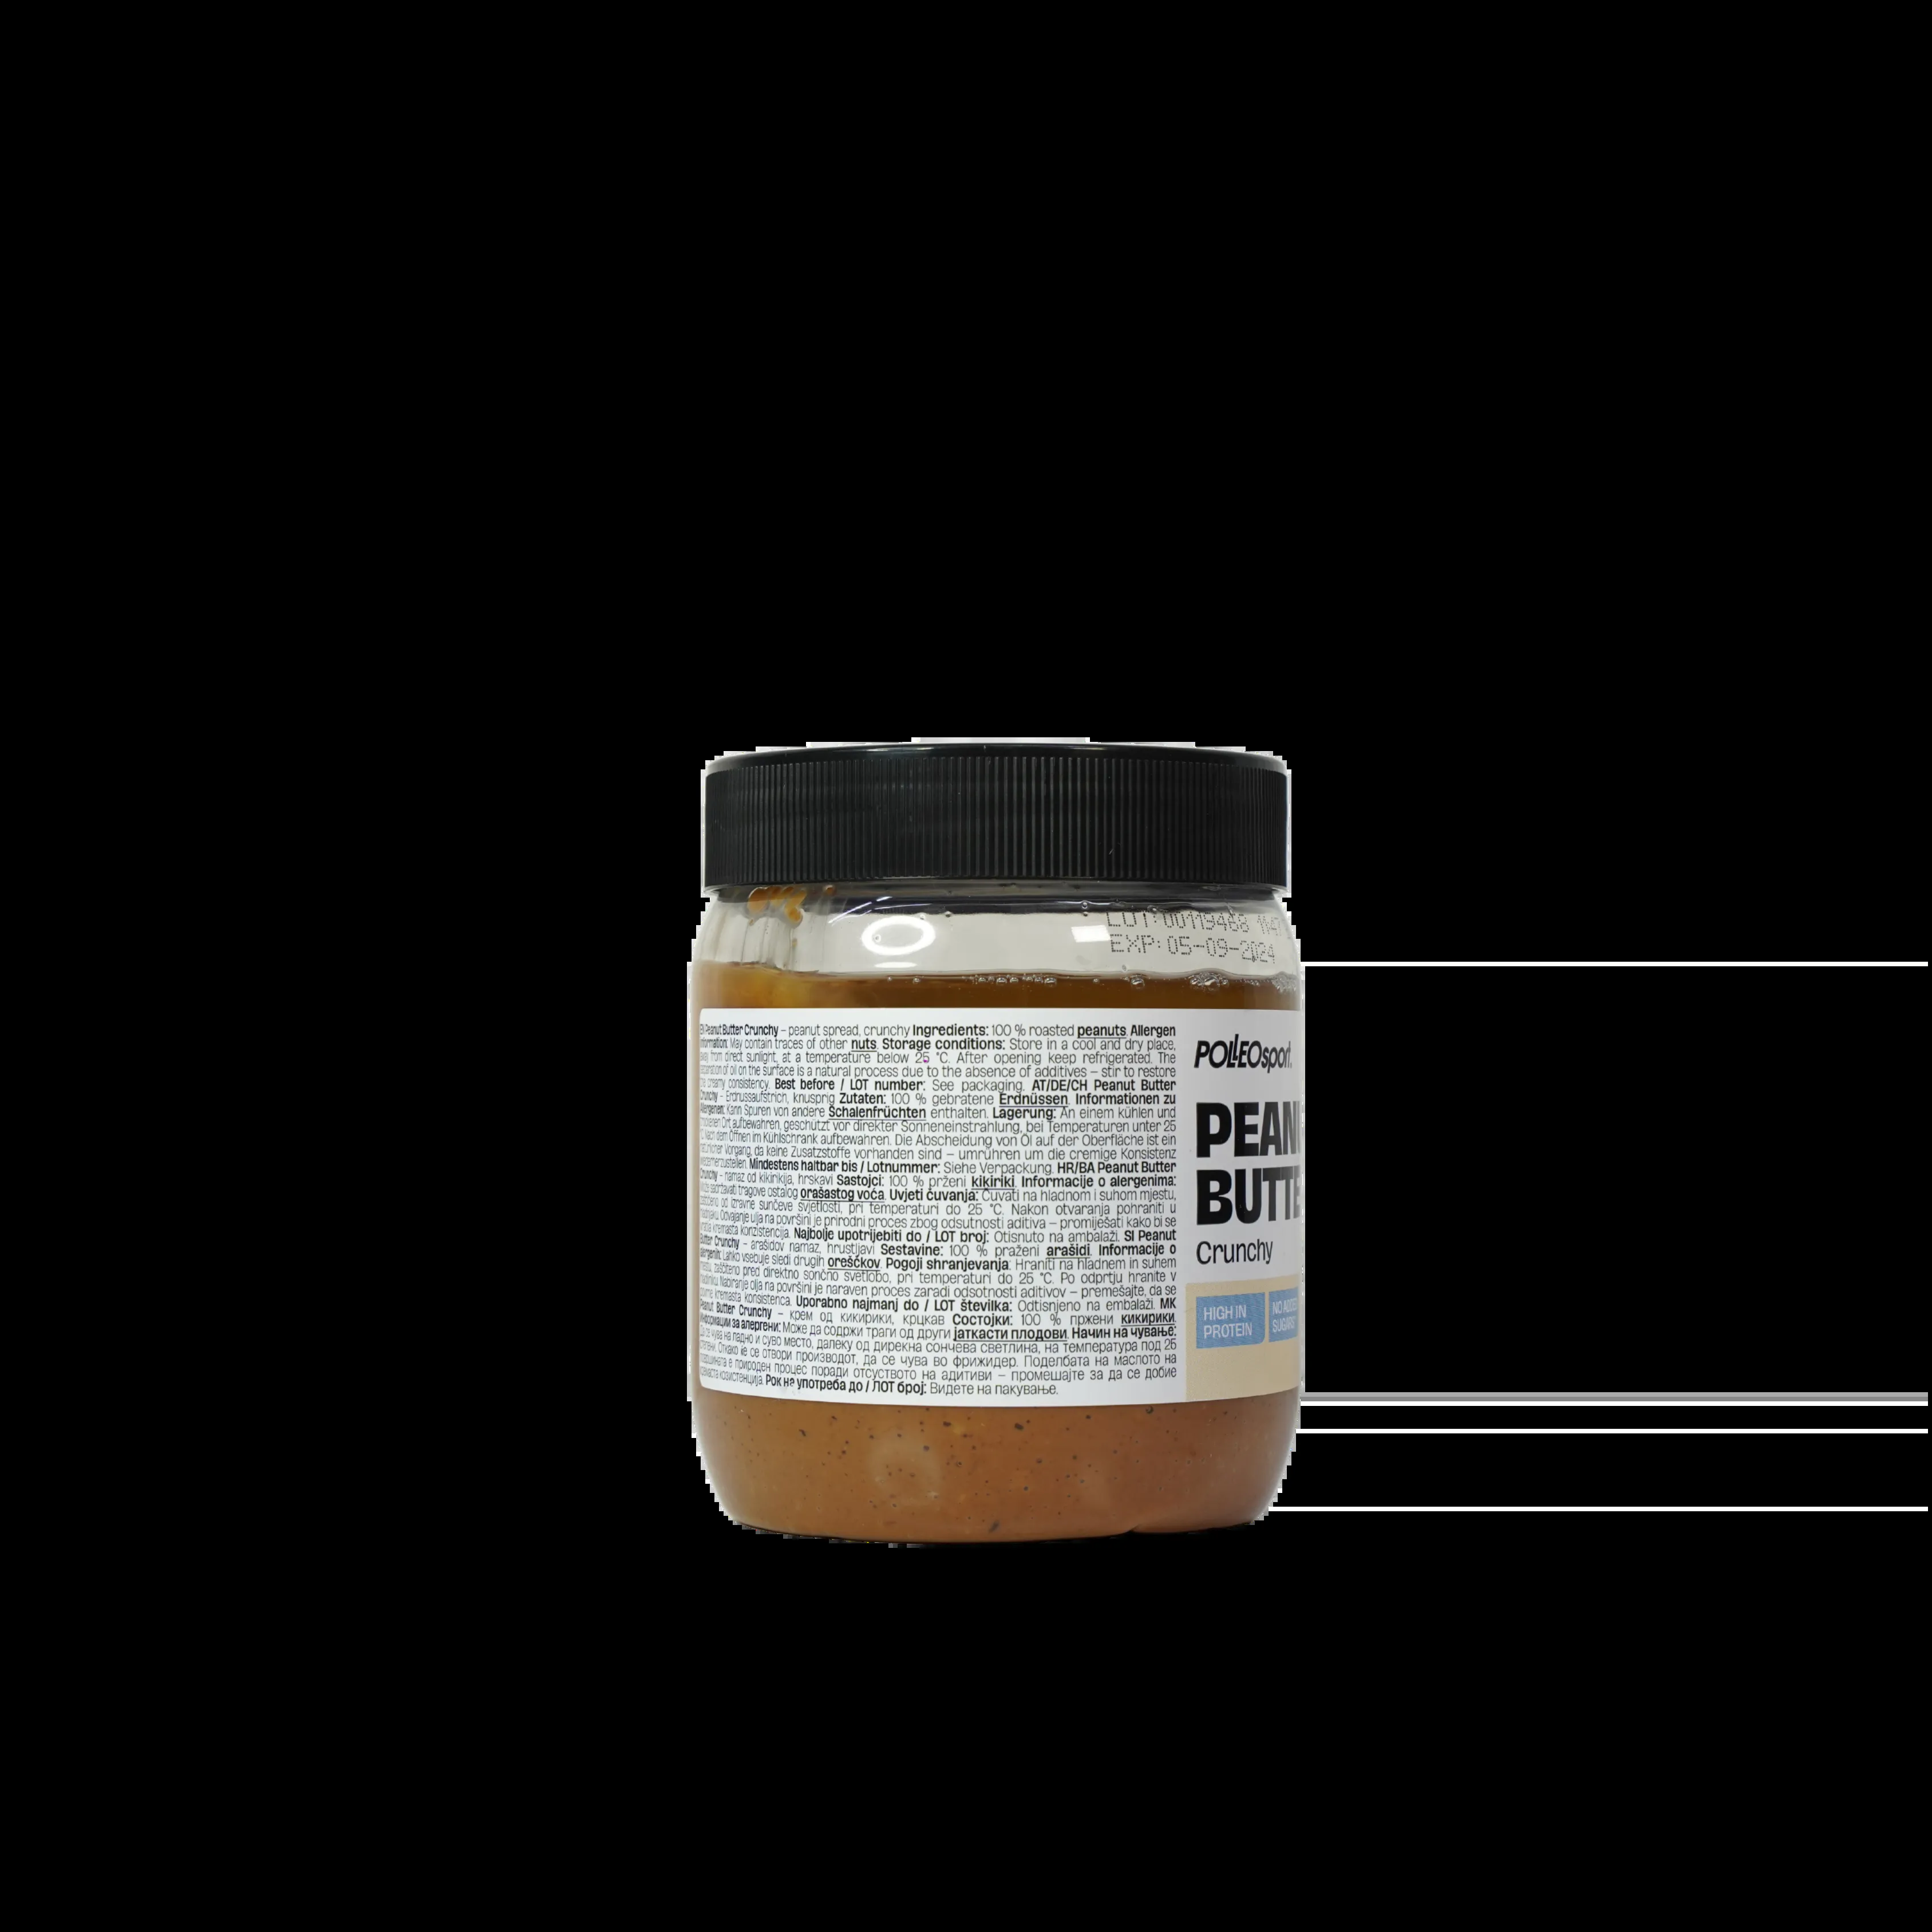 LOT:00119468 1147
EXP: 05-09-2024
EN Peanut Butter Crunchy – peanut spread, crunchy Ingredients: 100 % roasted peanuts. Allergen
information: May contain traces of other nuts. Storage conditions: Store in a cool and dry place,
away from direct sunlight, at a temperature below 25 °C. After opening keep refrigerated. The
separation of oil on the surface is a natural process due to the absence of additives – stir to restore
the creamy consistency. Best before / LOT number: See packaging. AT/DE/CH Peanut Butter
Crunchy - Erdnussaufstrich, knusprig Zutaten: 100 % gebratene Erdnüssen. Informationen zu
Allergenen: Kann Spuren von andere Schalenfrüchten enthalten. Lagerung: An einem kühlen und
trockenen Ort aufbewahren, geschützt vor direkter Sonneneinstrahlung, bei Temperaturen unter 25
°C. Nach dem Öffnen im Kühlschrank aufbewahren. Die Abscheidung von Öl auf der Oberfläche ist ein
natürlicher Vorgang, da keine Zusatzstoffe vorhanden sind – umrühren um die cremige Konsistenz
wiederherzustellen. Mindestens haltbar bis / Lotnummer: Siehe Verpackung. HR/BA Peanut Butter
Crunchy – namaz od kikirikija, hrskavi Sastojci: 100 % prženi kikiriki. Informacije o alergenima:
Može sadržavati tragove ostalog orašastog voća. Uvjeti čuvanja: Čuvati na hladnom i suhom mjestu,
zaštićeno od izravne sunčeve svjetlosti, pri temperaturi do 25 °C. Nakon otvaranja pohraniti u
hladnjaku. Odvajanje ulja na površini je prirodni proces zbog odsutnosti aditiva – promiješati kako bi se
vratila kremasta konzistencija. Najbolje upotrijebiti do / LOT broj: Otisnuto na ambalaži. SI Peanut
Butter Crunchy – arašidov namaz, hrustljavi Sestavine: 100 % praženi arašidi. Informacije o
alergenih: Lahko vsebuje sledi drugih oreščkov. Pogoji shranjevanja: Hraniti na hladnem in suhem
mestu, zaščiteno pred direktno sončno svetlobo, pri temperaturi do 25 °C. Po odprtju hranite v
hladilniku. Nabiranje olja na površini je naraven proces zaradi odsotnosti aditivov – premešajte, da se
povrne kremasta konsistenca. Uporabno najmanj do / LOT številka: Odtisnjeno na embalaži. MK
Peanut Butter Crunchy – крем од кикирики, крцкав Состојки: 100 % пржени кикирики.
Информации за алергени: Може да содржи траги од други јаткасти плодови. Начин на чување:
Да се чува на ладно и суво место, далеку од дирекна сончева светлина, на температура под 25
степени. Откако ќе се отвори производот, да се чува во фрижидер. Поделбата на маслото на
површината е природен процес поради отсуството на адитиви – промешајте за да се добие
кремаста козистенција. Рок на употреба до / ЛОТ број: Видете на пакување.
POLLEOsport.
PEAN
BUTTE
Crunchy
HIGH IN
PROTEIN
NO ADDED
SUGARS